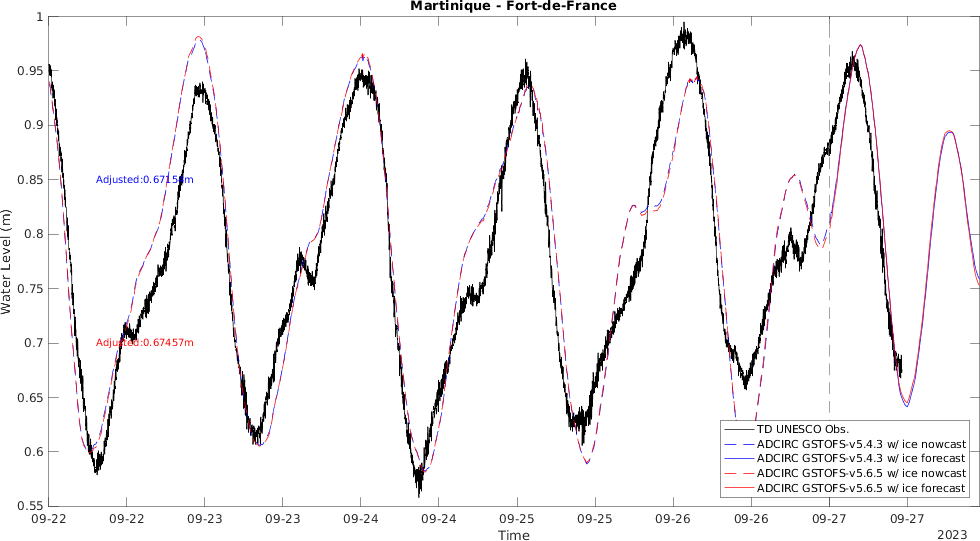 Martinique - Fort-de-France
1
0.95
0.9
0.85
0.8
0.75
0.7
0.65
0.6
0.55
Water Level (m)
Adjusted:0.67457m
TD UNESCO Obs.
ADCIRC GSTOFS-v5.4.3 w/ ice nowcast
ADCIRC GSTOFS-v5.4.3 w/ ice forecast
ADCIRC GSTOFS-v5.6.5 w/ ice nowcast
ADCIRC GSTOFS-v5.6.5 w/ ice forecast
09-22 09-22 09-23 09-23 09-24 09-24 09-25 09-25 09-26 09-26 09-27 09-27
Time
2023